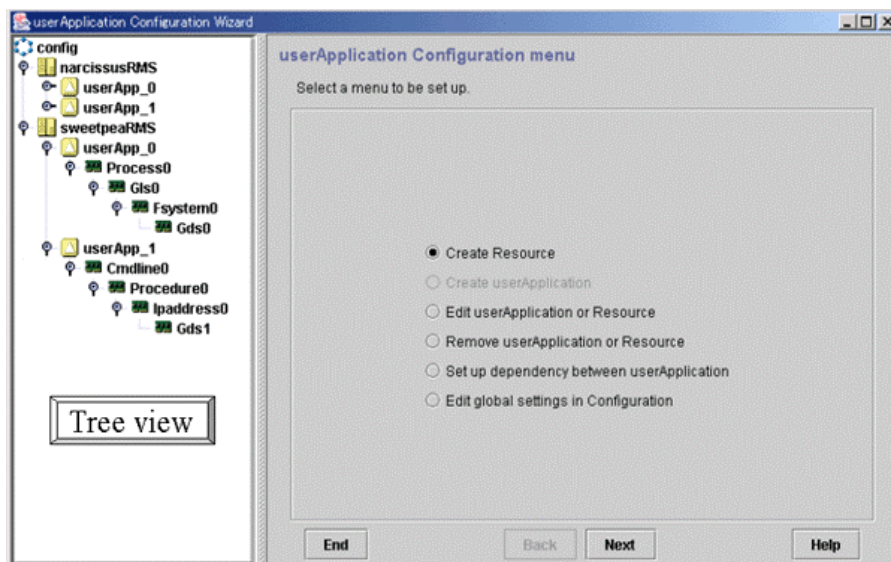 userApplication Configuration Wizard
config
narcissusRMS
userApp_0
userApp_1
sweetpeaRMS
userApp_0
Process0
Gls0
Fsystem0
Gds0
userApp_1
Cmdline0
Procedure0
Ipaddress0
Gds1
Tree view
userApplication Configuration menu
Select a menu to be set up.
Create Resource
Create userApplication
Edit userApplication or Resource
Remove userApplication or Resource
Set up dependency between userApplication
Edit global settings in Configuration
End
Back
Next
Help